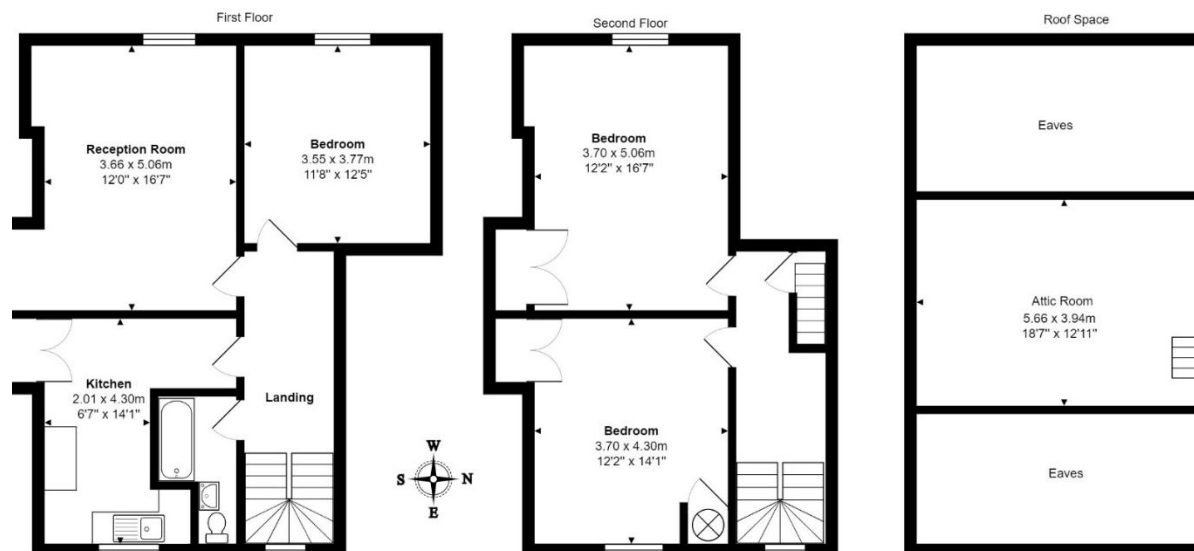 First Floor
Reception Room
3.66 x 5.06m
12'0" x 16'7"
Bedroom
3.55 x 3.77m
11'8" x 12'5"
Kitchen
2.01 x 4.30m
6'7" x 14'1"
Landing
W
S
N
E
Second Floor
Bedroom
3.70 x 5.06m
12'2" x 16'7"
Bedroom
3.70 x 4.30m
12'2" x 14'1"
Roof Space
Eaves
Attic Room
5.66 x 3.94m
18'7" x 12'11"
Eaves